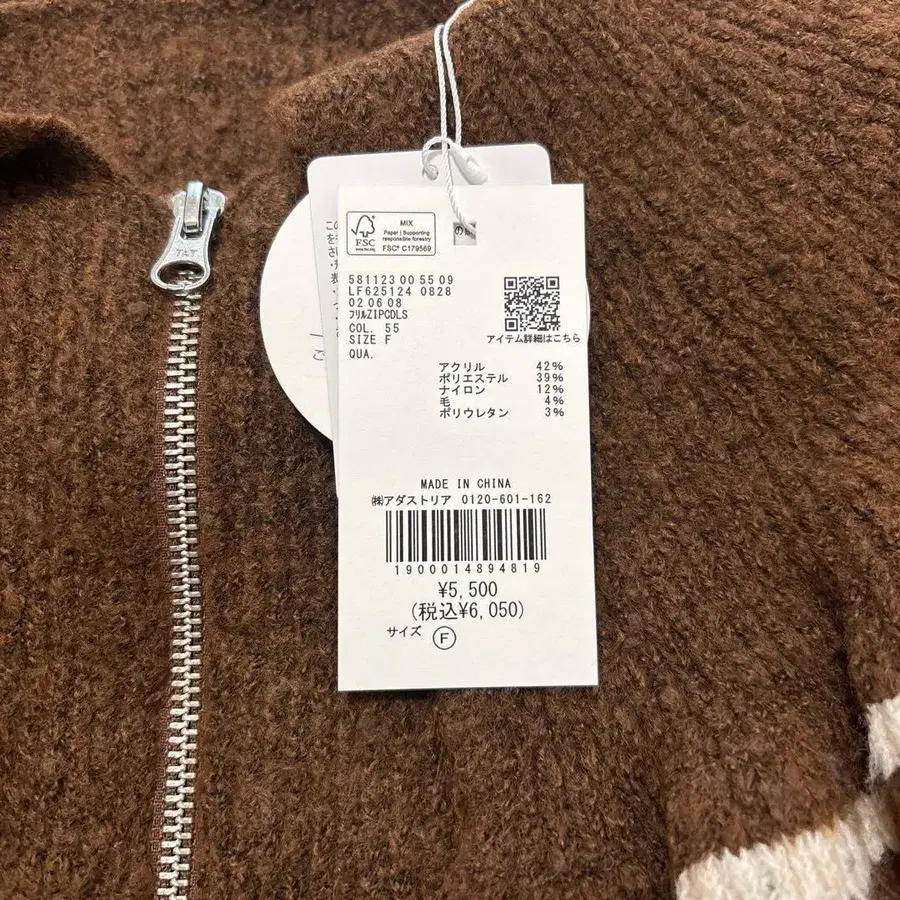 TAT
FSC
www.fsc.org
MIX
Paper | Supporting
responsible forestry
FSC® C179569
581123 00 55 09
LF625124 0828
02 06 08
ﾌﾘﾙZIPCDLS
COL. 55
SIZE F
QUA.
アイテム詳細はこちら
アクリル 42%
ポリエステル 39%
ナイロン 12%
毛 4%
ポリウレタン 3%
MADE IN CHINA
㈱アダストリア 0120-601-162
1900014894819
¥5,500
(税込¥6,050)
サイズ F